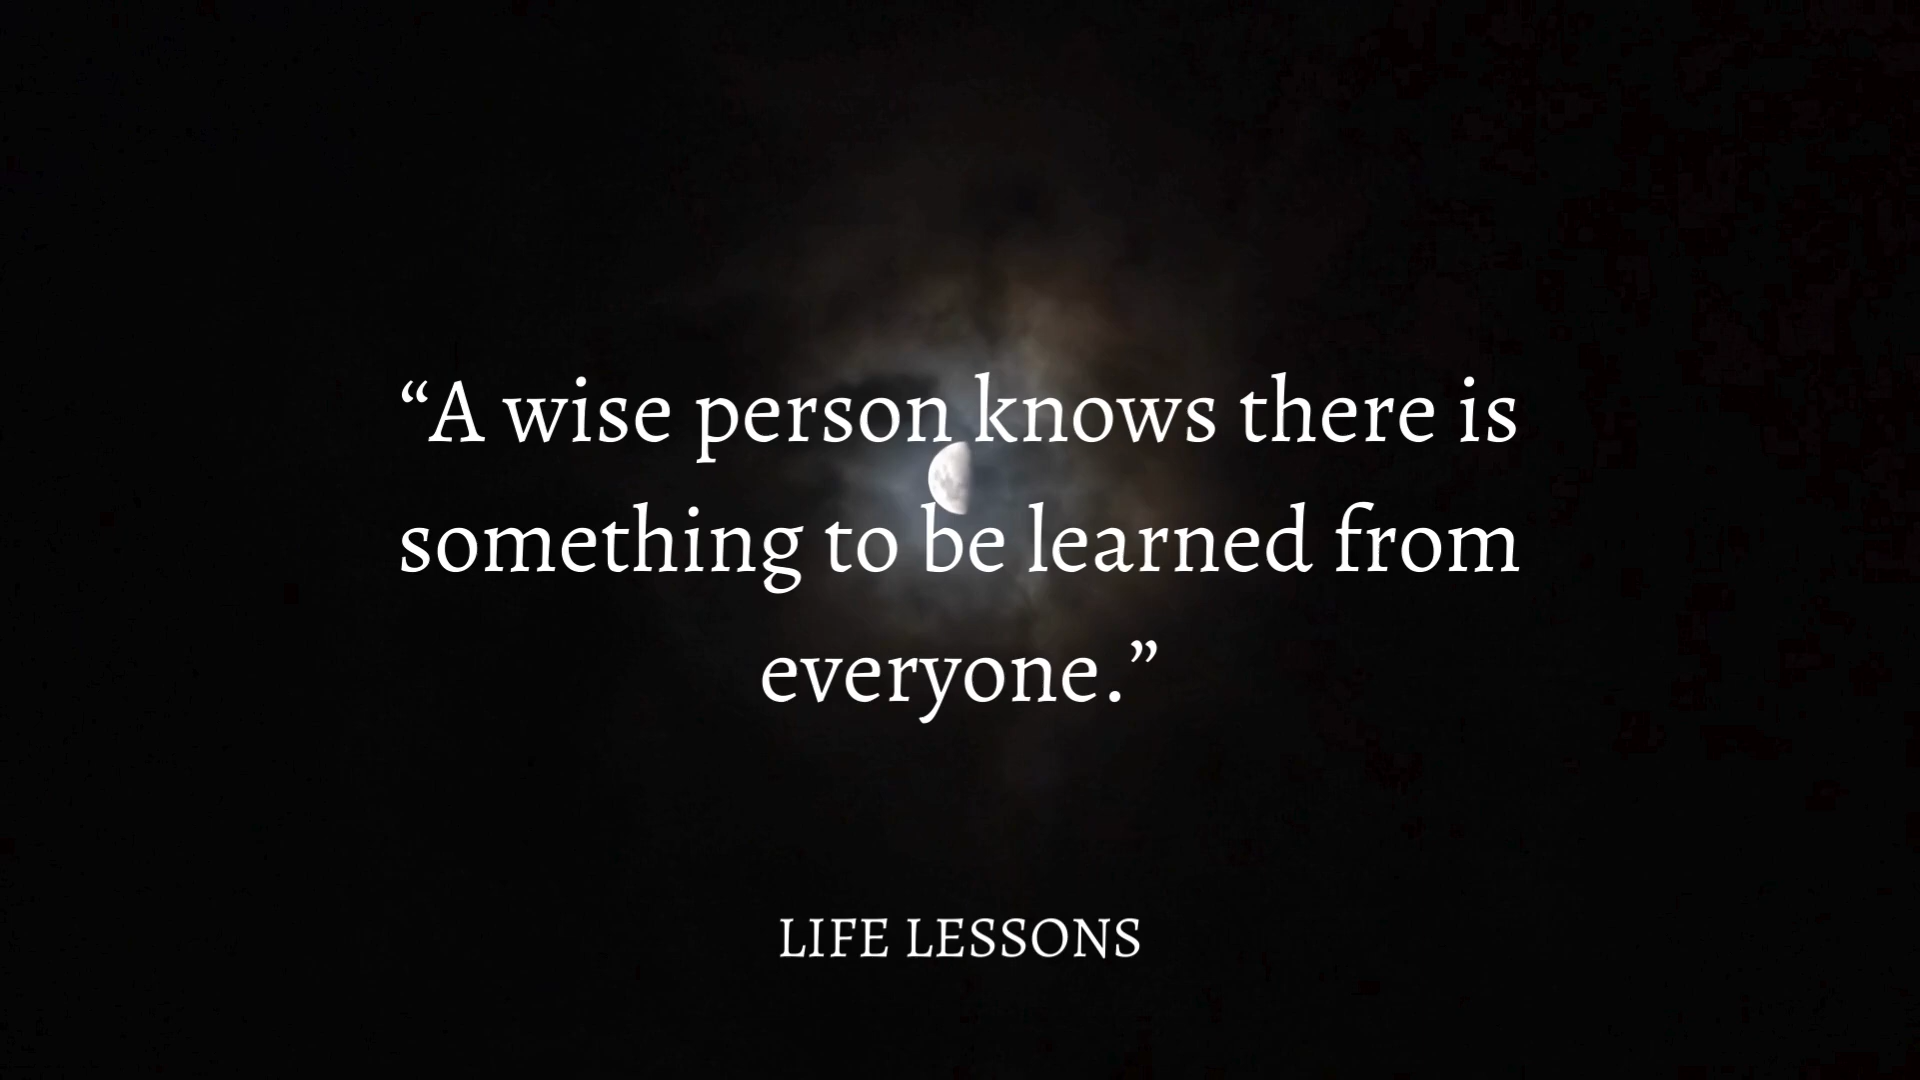 “A wise person knows there is
something to be learned from
everyone.”
LIFE LESSONS